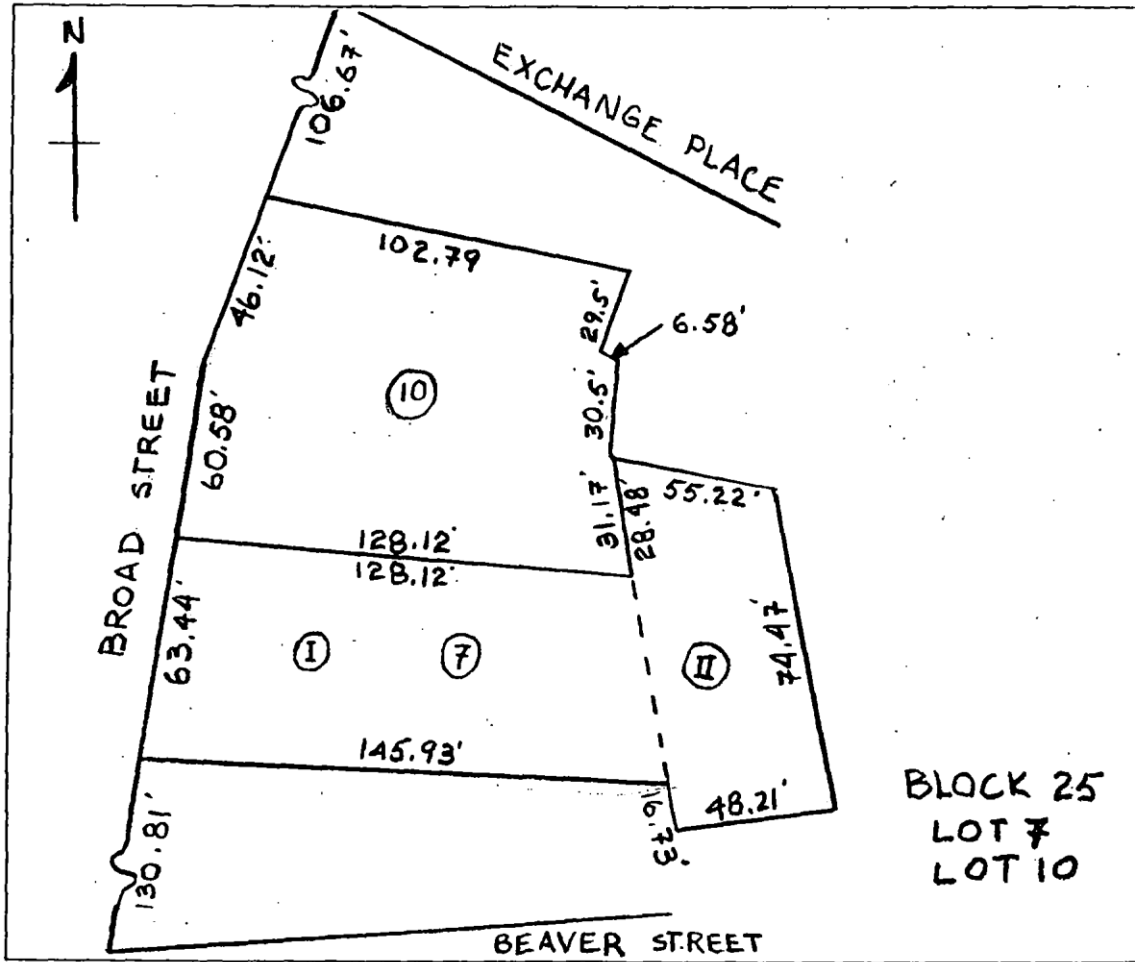 N
106.67'
EXCHANGE PLACE
102.79
46.12'
29.5'
6.58'
10
30.5'
60.58'
BROAD STREET
31.17'
28.48'
55.22'
128.12'
128.12'
63.44'
I
7
II
74.47'
145.93'
48.21'
130.81'
BLOCK 25
LOT 7
LOT 10
BEAVER STREET